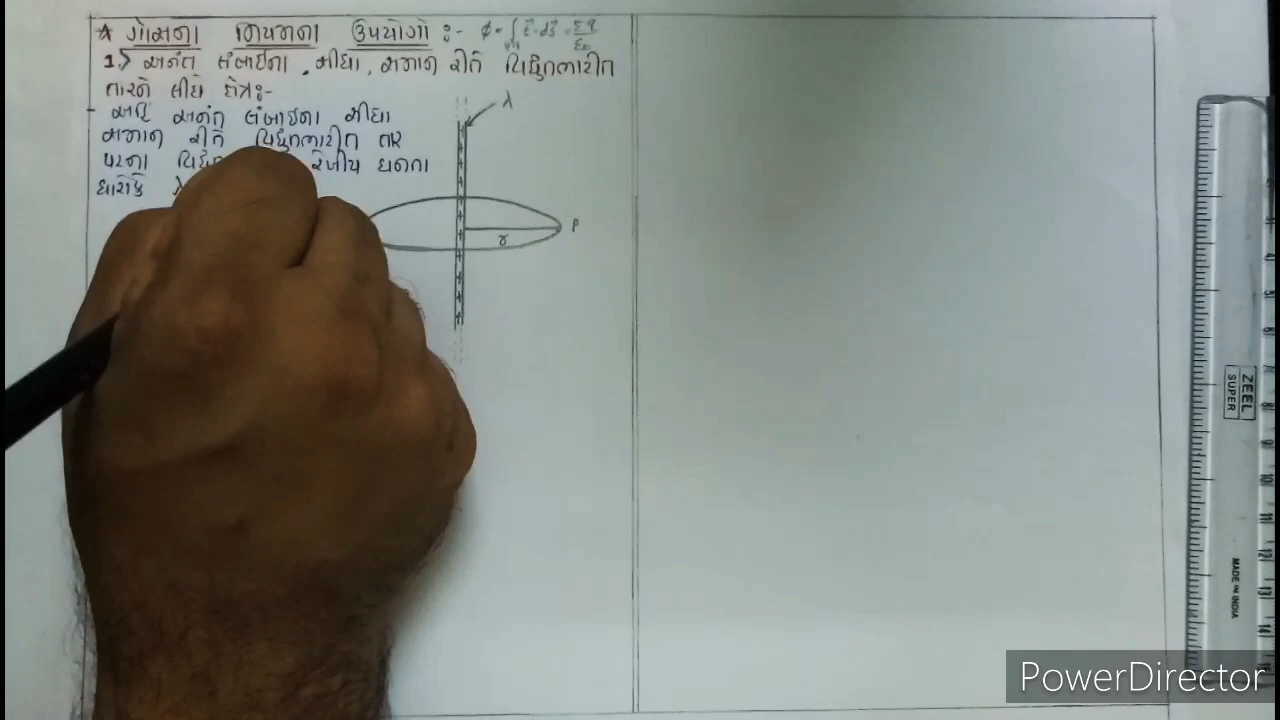 * ગૉસના નિયમના ઉપયોગો :- ϕ = ∫ E⃗·dS⃗ = Σq/ε₀
1.> અનંત લંબાઈના, સીધા, સમાન રીતે વિદ્યુતભારીત
તારને લીધે ક્ષેત્ર:-
અનંત લંબાઈના સીધા
સમાન રીતે વિદ્યુતભારીત તાર
પરના રેખીય ઘનતા
ધારોકે λ
λ
P
r
ZEEL
SUPER
MADE IN INDIA
PowerDirector